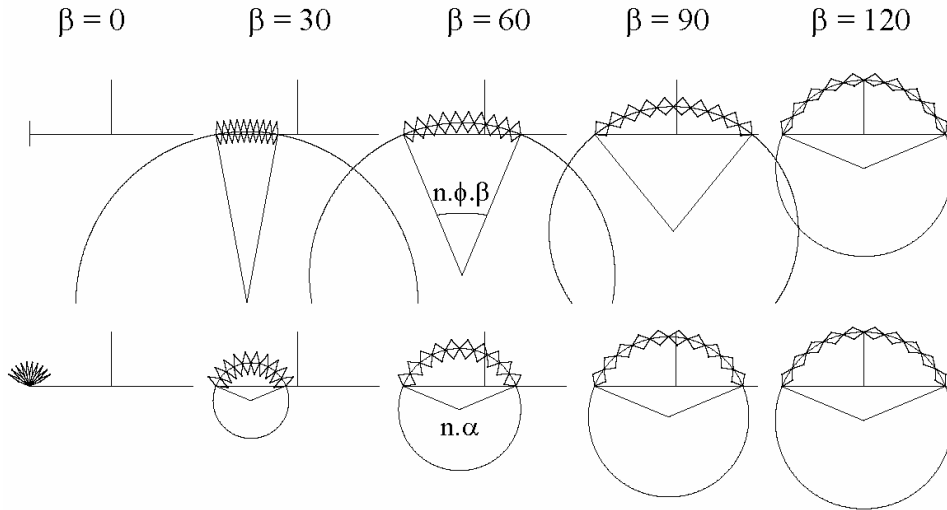 β = 0 β = 30 β = 60 β = 90 β = 120
n.ϕ.β
n.α